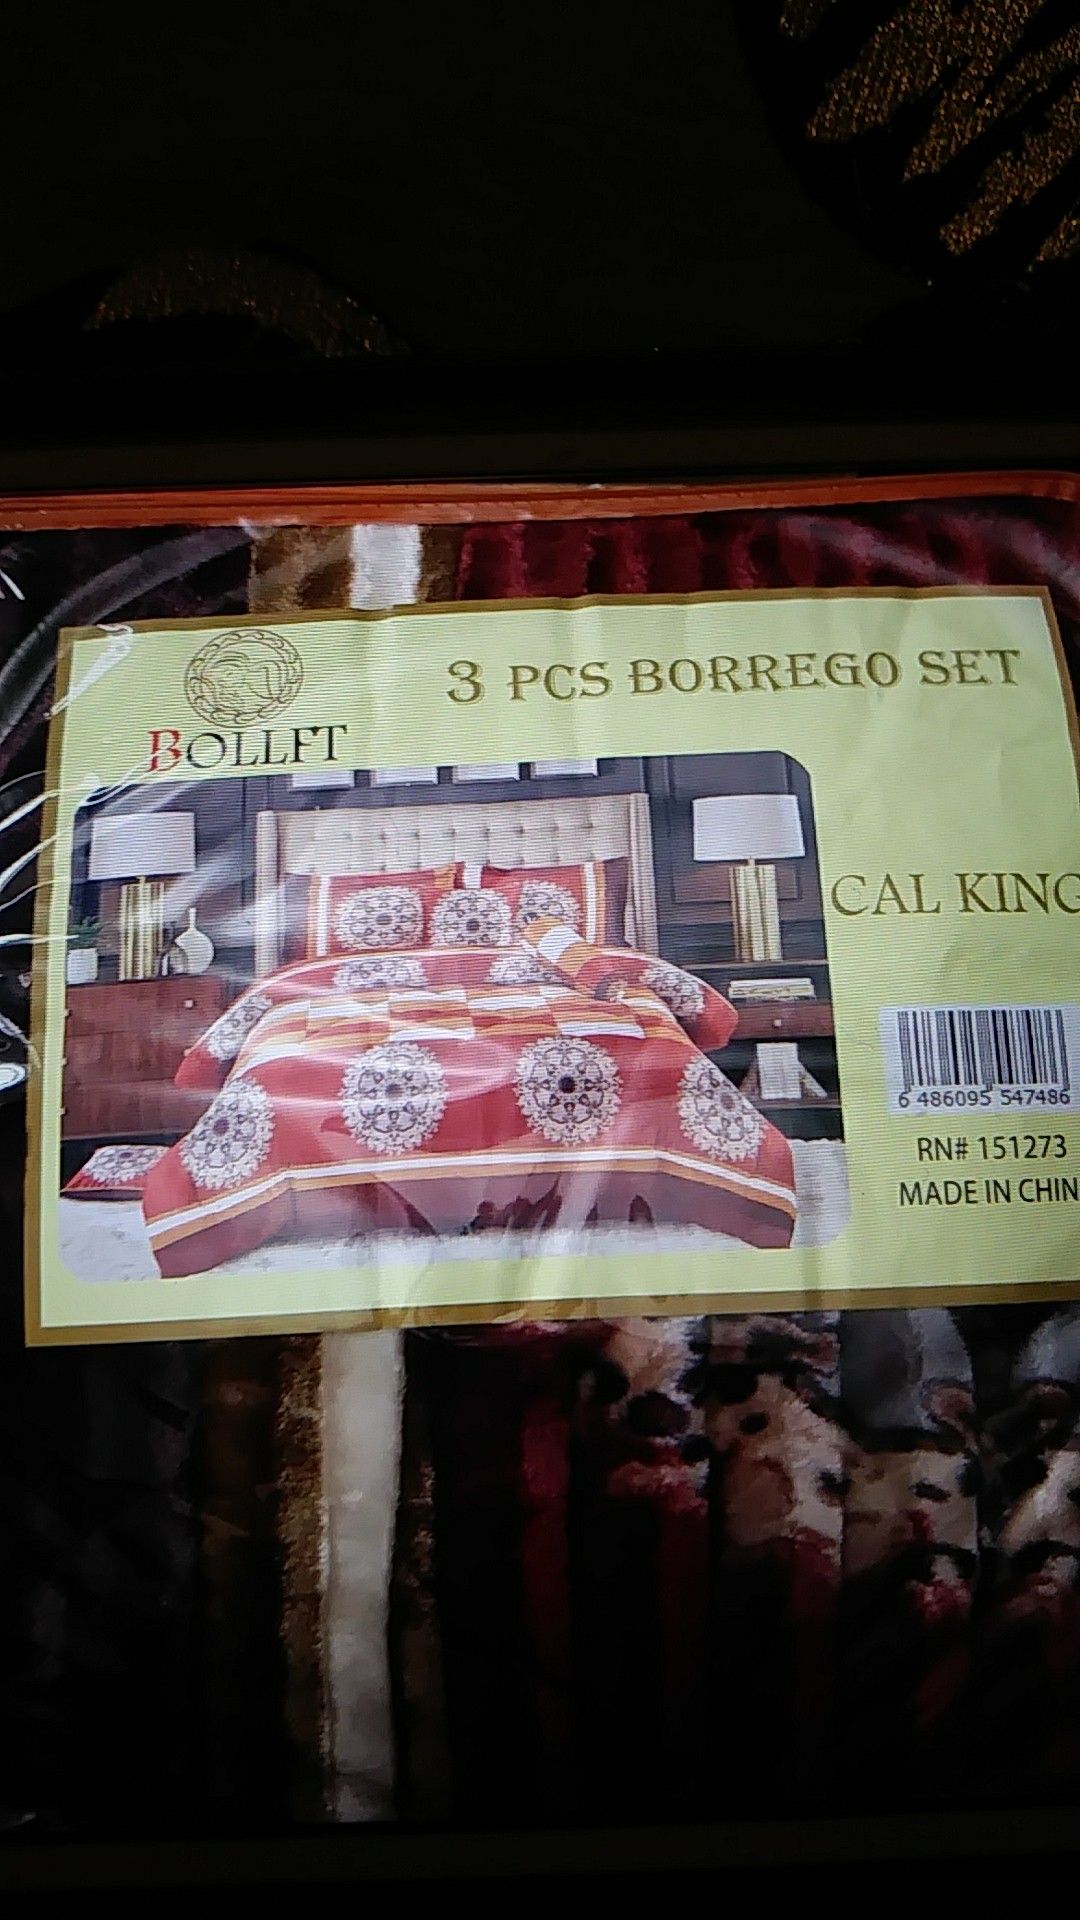 3 PCS BORREGO SET
BOLLFT
CAL KING
6 486095 547486
RN# 151273
MADE IN CHIN